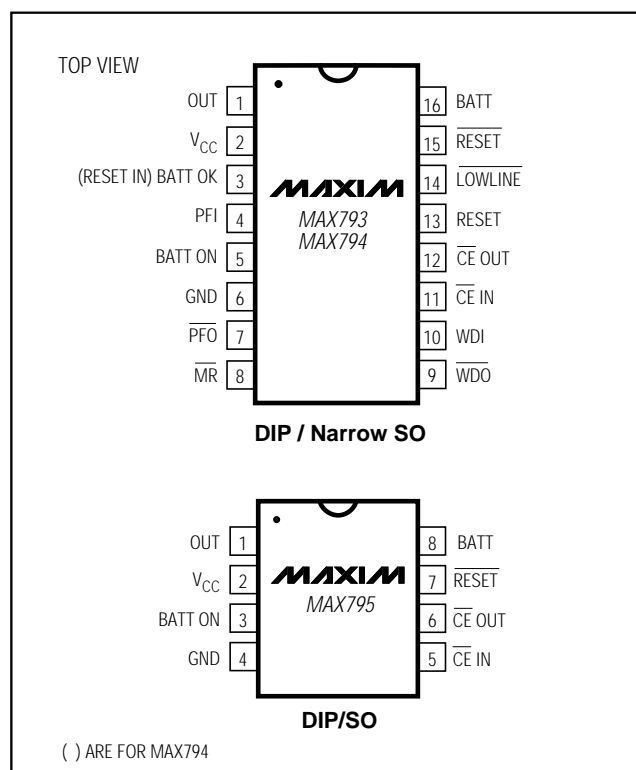 TOP VIEW
OUT 1
VCC 2
(RESET IN) BATT OK 3
PFI 4
BATT ON 5
GND 6
PFO 7
MR 8
MAXIM
MAX793
MAX794
16 BATT
15 RESET
14 LOWLINE
13 RESET
12 CE OUT
11 CE IN
10 WDI
9 WDO
DIP / Narrow SO
OUT 1
VCC 2
BATT ON 3
GND 4
MAXIM
MAX795
8 BATT
7 RESET
6 CE OUT
5 CE IN
DIP/SO
( ) ARE FOR MAX794